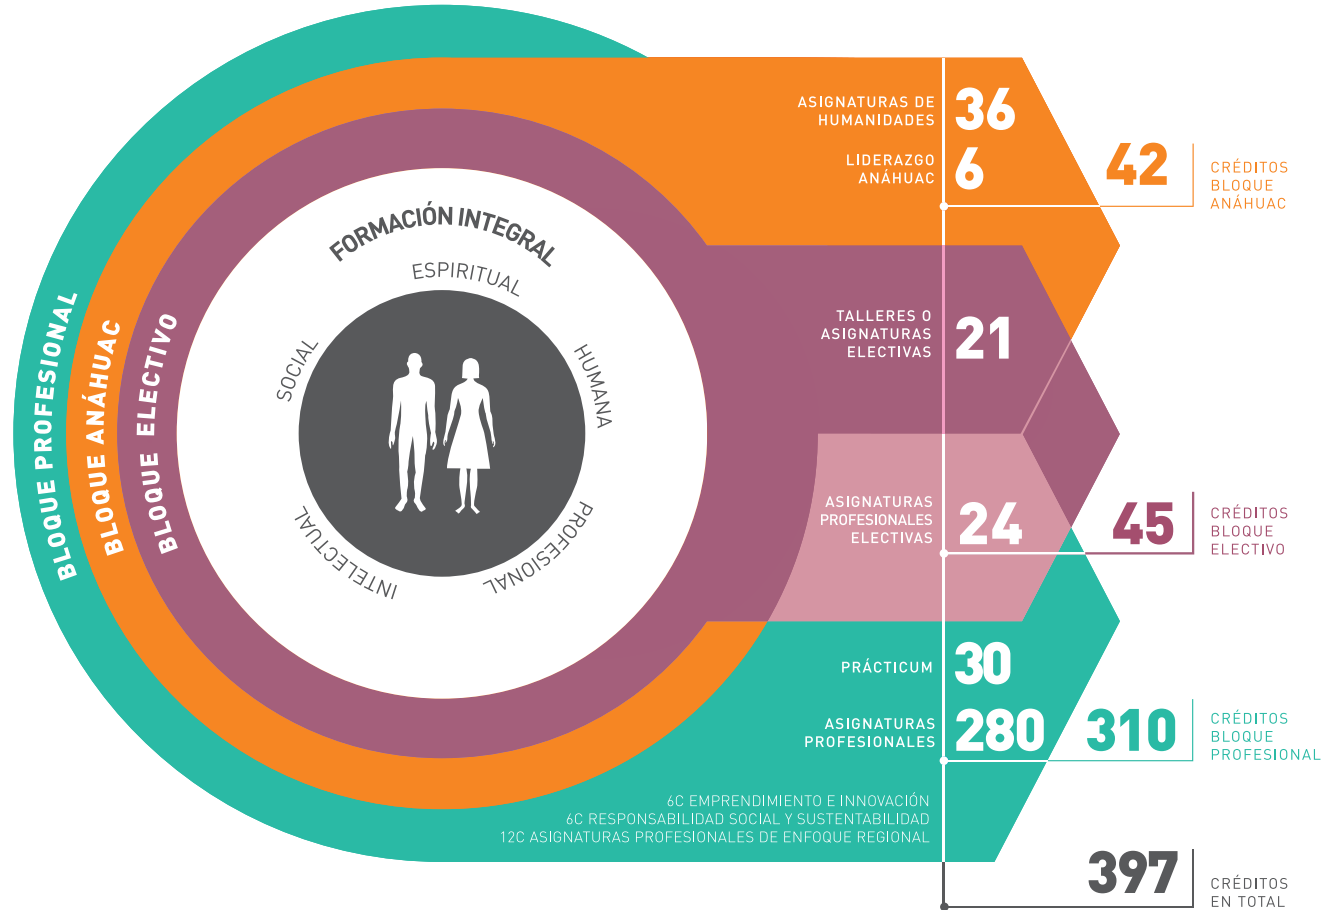 BLOQUE PROFESIONAL
BLOQUE ANÁHUAC
BLOQUE ELECTIVO
FORMACIÓN INTEGRAL
ESPIRITUAL
SOCIAL
HUMANA
INTELECTUAL
PROFESIONAL
ASIGNATURAS DE
HUMANIDADES
36
LIDERAZGO
ANÁHUAC
6
42
CRÉDITOS
BLOQUE
ANÁHUAC
TALLERES O
ASIGNATURAS
ELECTIVAS
21
ASIGNATURAS
PROFESIONALES
ELECTIVAS
24
45
CRÉDITOS
BLOQUE
ELECTIVO
PRÁCTICUM
30
ASIGNATURAS
PROFESIONALES
280
310
CRÉDITOS
BLOQUE
PROFESIONAL
6C EMPRENDIMIENTO E INNOVACIÓN
6C RESPONSABILIDAD SOCIAL Y SUSTENTABILIDAD
12C ASIGNATURAS PROFESIONALES DE ENFOQUE REGIONAL
397
CRÉDITOS
EN TOTAL